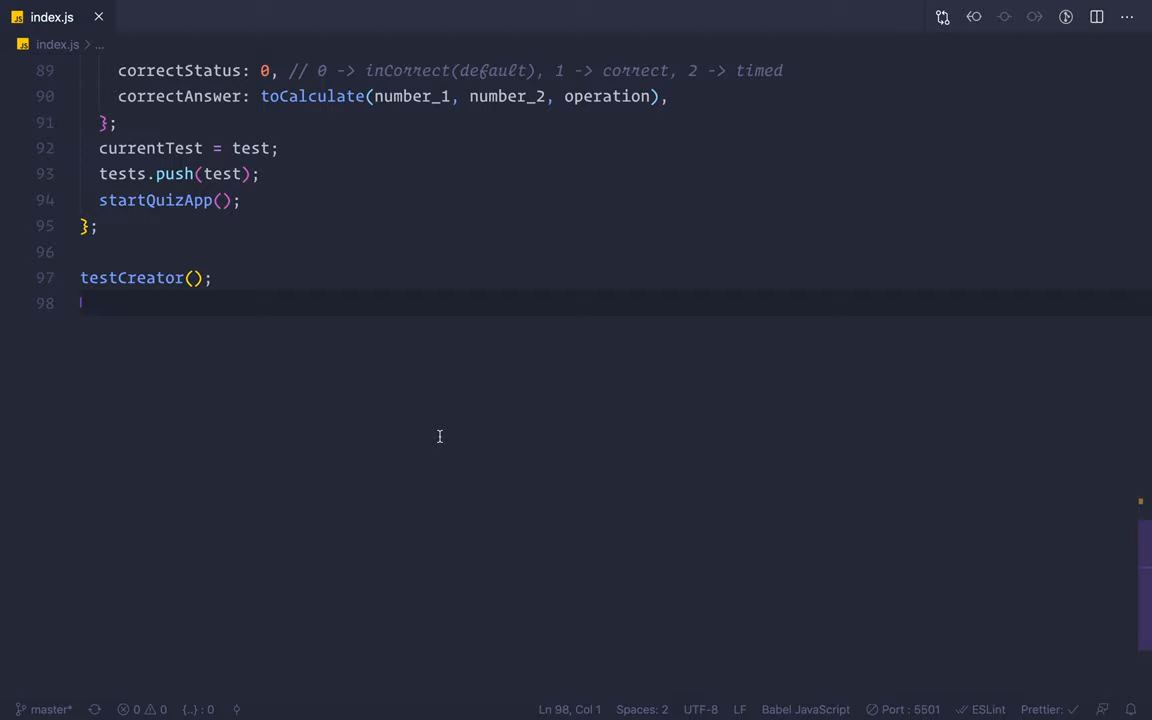 JS index.js
JS index.js > ...
89 correctStatus: 0, // 0 -> inCorrect(default), 1 -> correct, 2 -> timed
90 correctAnswer: toCalculate(number_1, number_2, operation),
91 };
92 currentTest = test;
93 tests.push(test);
94 startQuizApp();
95 };
96
97 testCreator();
98
master* 0 0 {..} : 0 Ln 98, Col 1 Spaces: 2 UTF-8 LF Babel JavaScript Port : 5501 ESLint Prettier: ✓